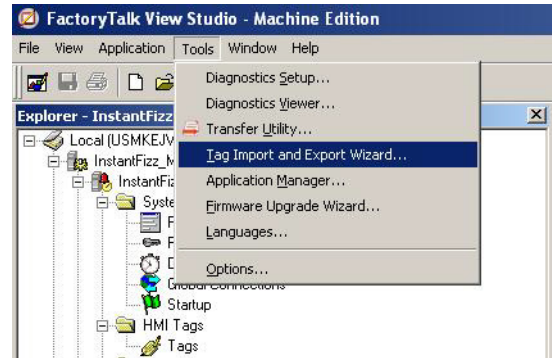 FactoryTalk View Studio - Machine Edition
File View Application Tools Window Help
Explorer - InstantFizz
Diagnostics Setup...
Diagnostics Viewer...
Transfer Utility...
Tag Import and Export Wizard...
Application Manager...
Firmware Upgrade Wizard...
Languages...
Options...
Local (USMKEJV
InstantFizz_M
InstantFiz
Syste
Global Connections
Startup
HMI Tags
Tags